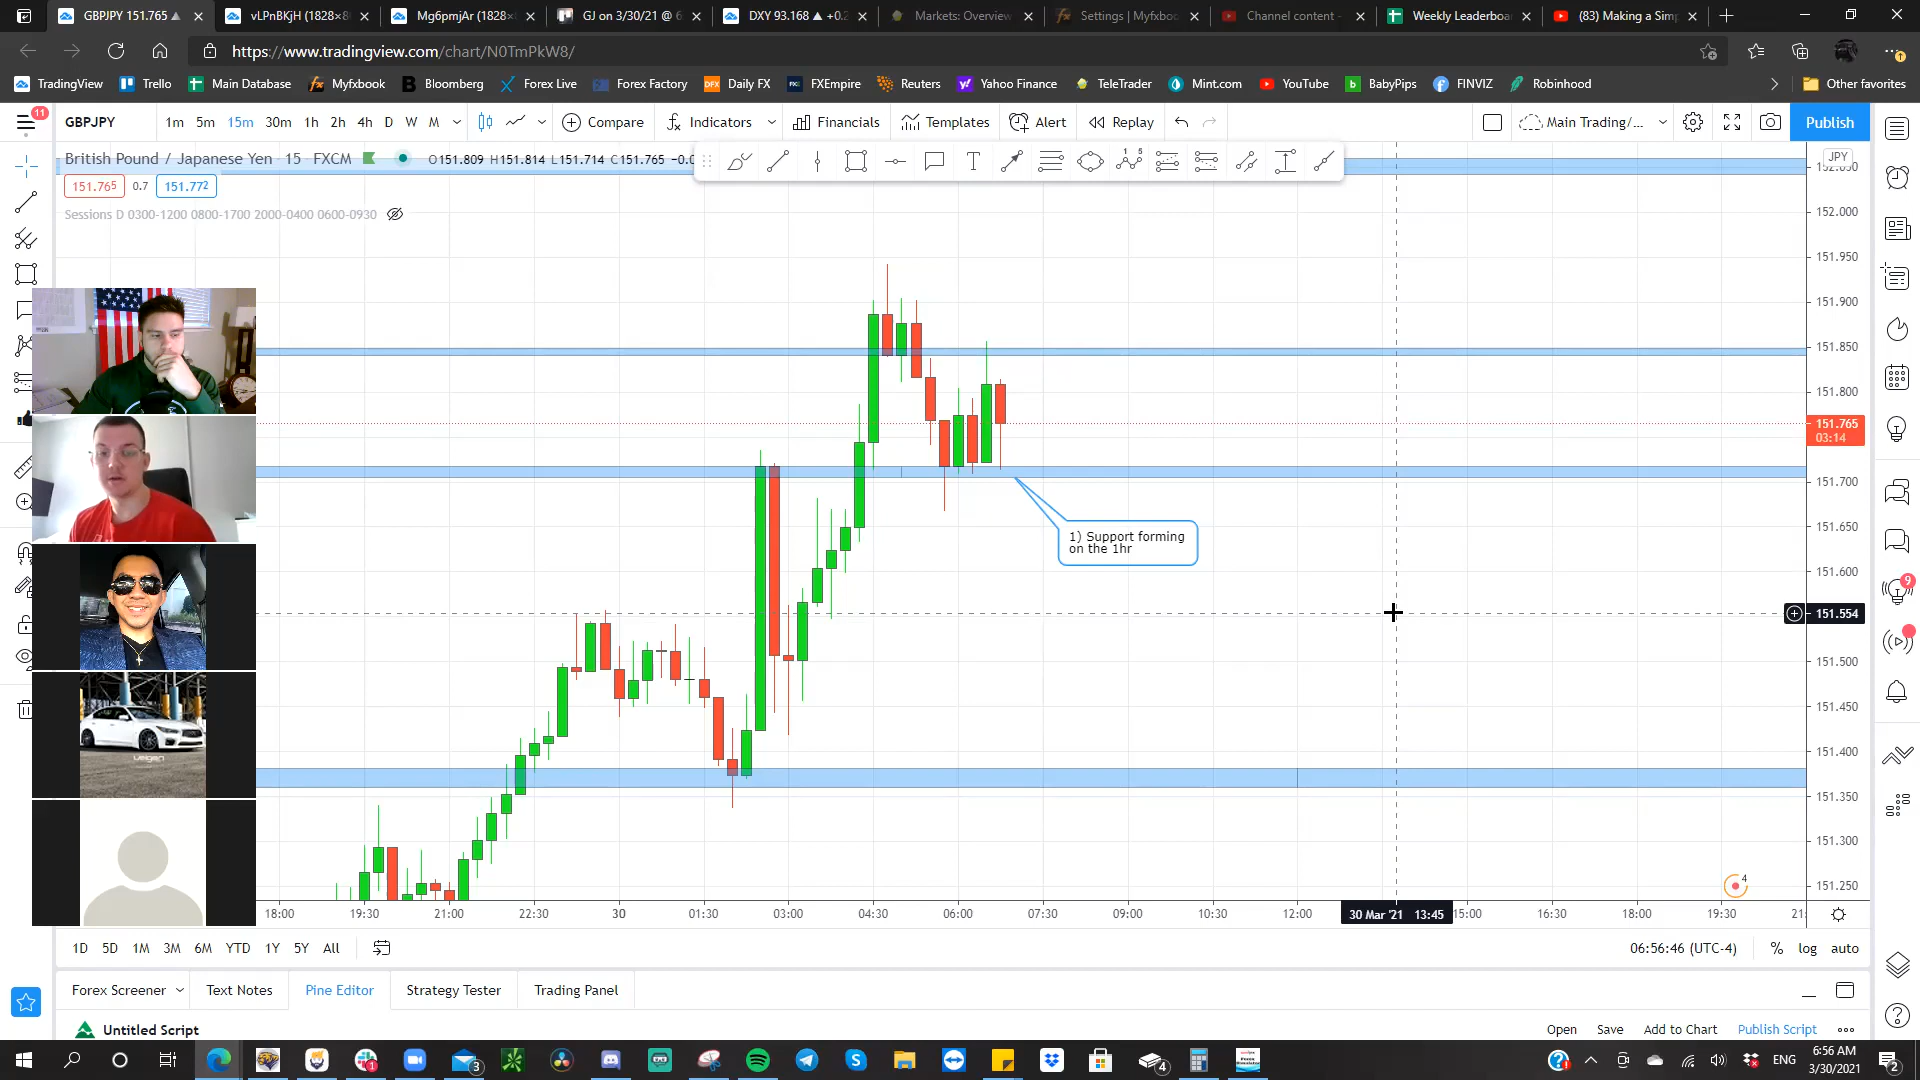 GBPJPY 151.765 ▲
vLPnBKjH (1828×8
Mg6pmjAr (1828×
GJ on 3/30/21 @ 6
DXY 93.168 ▲ +0.2
Markets: Overview
Settings | Myfxboo
Channel content -
Weekly Leaderboa
(83) Making a Sim
https://www.tradingview.com/chart/N0TmPkW8/
TradingView
Trello
Main Database
Myfxbook
Bloomberg
Forex Live
Forex Factory
Daily FX
FXEmpire
Reuters
Yahoo Finance
TeleTrader
Mint.com
YouTube
BabyPips
FINVIZ
Robinhood
Other favorites
11
GBPJPY
1m 5m 15m 30m 1h 2h 4h D W M
Compare
Indicators
Financials
Templates
Alert
Replay
Main Trading/...
Publish
British Pound / Japanese Yen · 15 · FXCM
O151.809 H151.814 L151.714 C151.765 −0.0
151.765 0.7 151.772
Sessions D 0300-1200 0800-1700 2000-0400 0600-0930
JPY
152.050
152.000
151.950
151.900
151.850
151.800
151.765
03:14
151.700
151.650
151.600
151.554
151.500
151.450
151.400
151.350
151.300
151.250
1) Support forming
on the 1hr
9
4
18:00 19:30 21:00 22:30 30 01:30 03:00 04:30 06:00 07:30 09:00 10:30 12:00 30 Mar '21 13:45 15:00 16:30 18:00 19:30 21:
1D 5D 1M 3M 6M YTD 1Y 5Y All
06:56:46 (UTC-4) % log auto
Forex Screener
Text Notes
Pine Editor
Strategy Tester
Trading Panel
Untitled Script
Open Save Add to Chart Publish Script
ENG
6:56 AM
3/30/2021